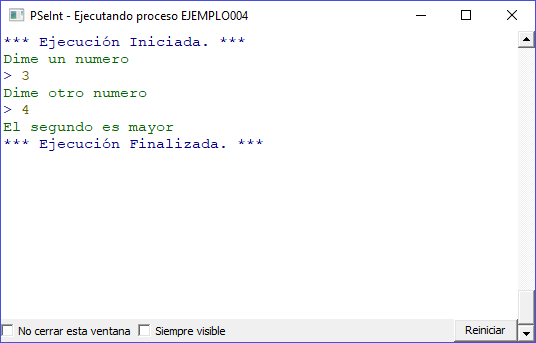 PSeInt - Ejecutando proceso EJEMPLO004
*** Ejecución Iniciada. ***
Dime un numero
> 3
Dime otro numero
> 4
El segundo es mayor
*** Ejecución Finalizada. ***
No cerrar esta ventana Siempre visible Reiniciar